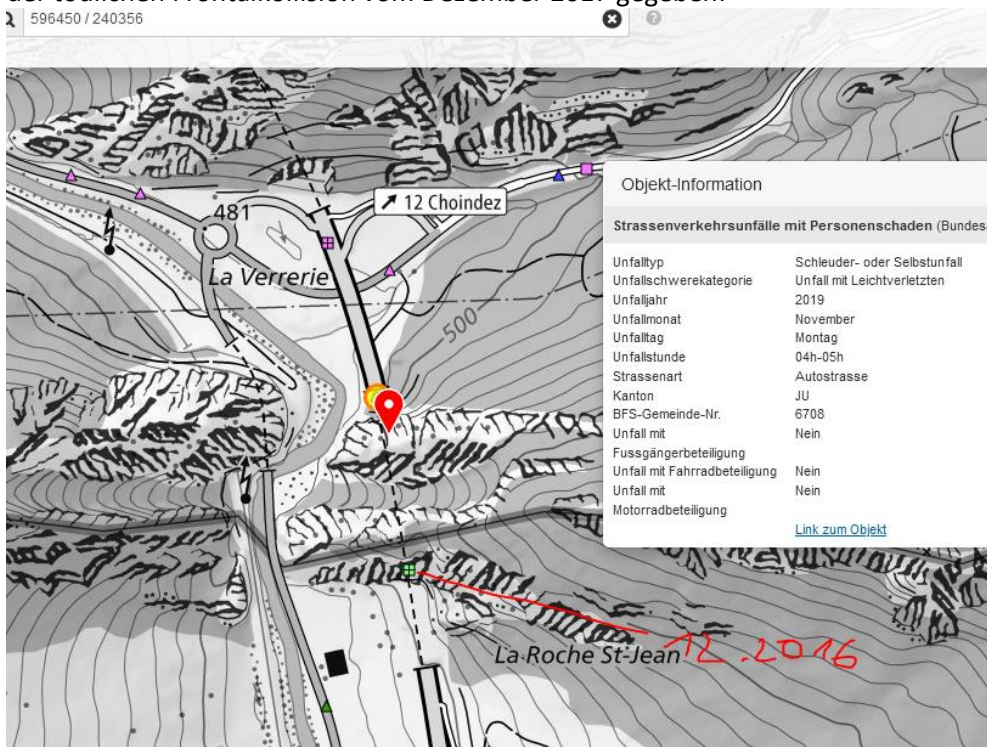 der tödlichen Frontalkollision vom Dezember 2017 gegeben.
596450 / 240356
12 Choindez
481
La Verrerie
500
Objekt-Information
Strassenverkehrsunfälle mit Personenschaden (Bundes
Unfalltyp Schleuder- oder Selbstunfall
Unfallschwerekategorie Unfall mit Leichtverletzten
Unfalljahr 2019
Unfallmonat November
Unfalltag Montag
Unfallstunde 04h-05h
Strassenart Autostrasse
Kanton JU
BFS-Gemeinde-Nr. 6708
Unfall mit Nein
Fussgängerbeteiligung
Unfall mit Fahrradbeteiligung Nein
Unfall mit Nein
Motorradbeteiligung
Link zum Objekt
La Roche St-Jean
12.2016